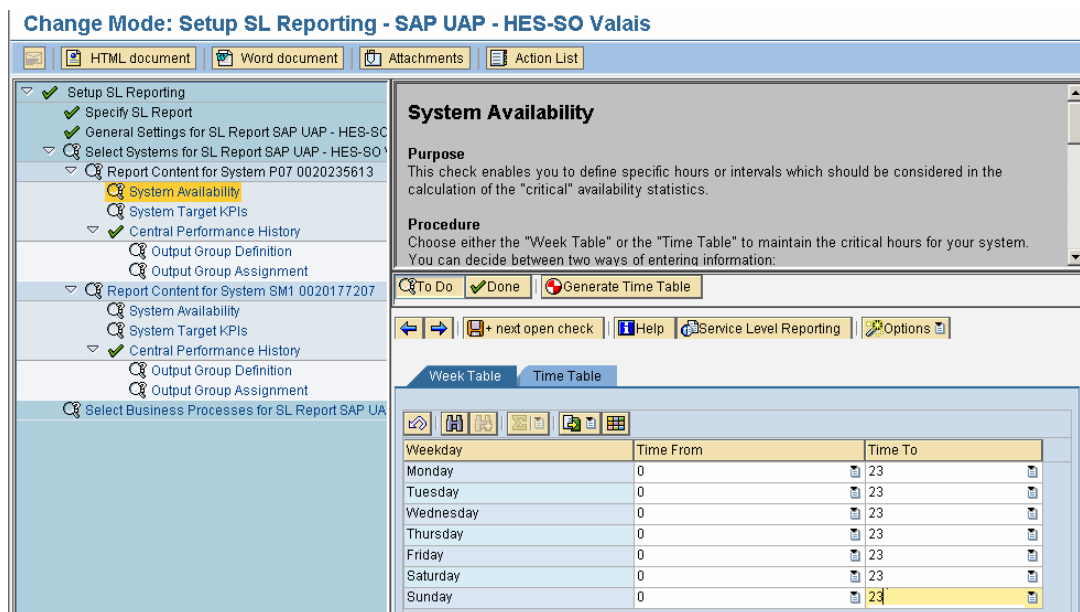 Change Mode: Setup SL Reporting - SAP UAP - HES-SO Valais
HTML document Word document Attachments Action List
Setup SL Reporting
Specify SL Report
General Settings for SL Report SAP UAP - HES-SC
Select Systems for SL Report SAP UAP - HES-SO
Report Content for System P07 0020235613
System Availability
System Target KPIs
Central Performance History
Output Group Definition
Output Group Assignment
Report Content for System SM1 0020177207
System Availability
System Target KPIs
Central Performance History
Output Group Definition
Output Group Assignment
Select Business Processes for SL Report SAP UA
System Availability
Purpose
This check enables you to define specific hours or intervals which should be considered in the
calculation of the "critical" availability statistics.
Procedure
Choose either the "Week Table" or the "Time Table" to maintain the critical hours for your system.
You can decide between two ways of entering information:
To Do Done Generate Time Table
+ next open check Help Service Level Reporting Options
Week Table Time Table
Weekday Time From Time To
Monday 0 23
Tuesday 0 23
Wednesday 0 23
Thursday 0 23
Friday 0 23
Saturday 0 23
Sunday 0 23